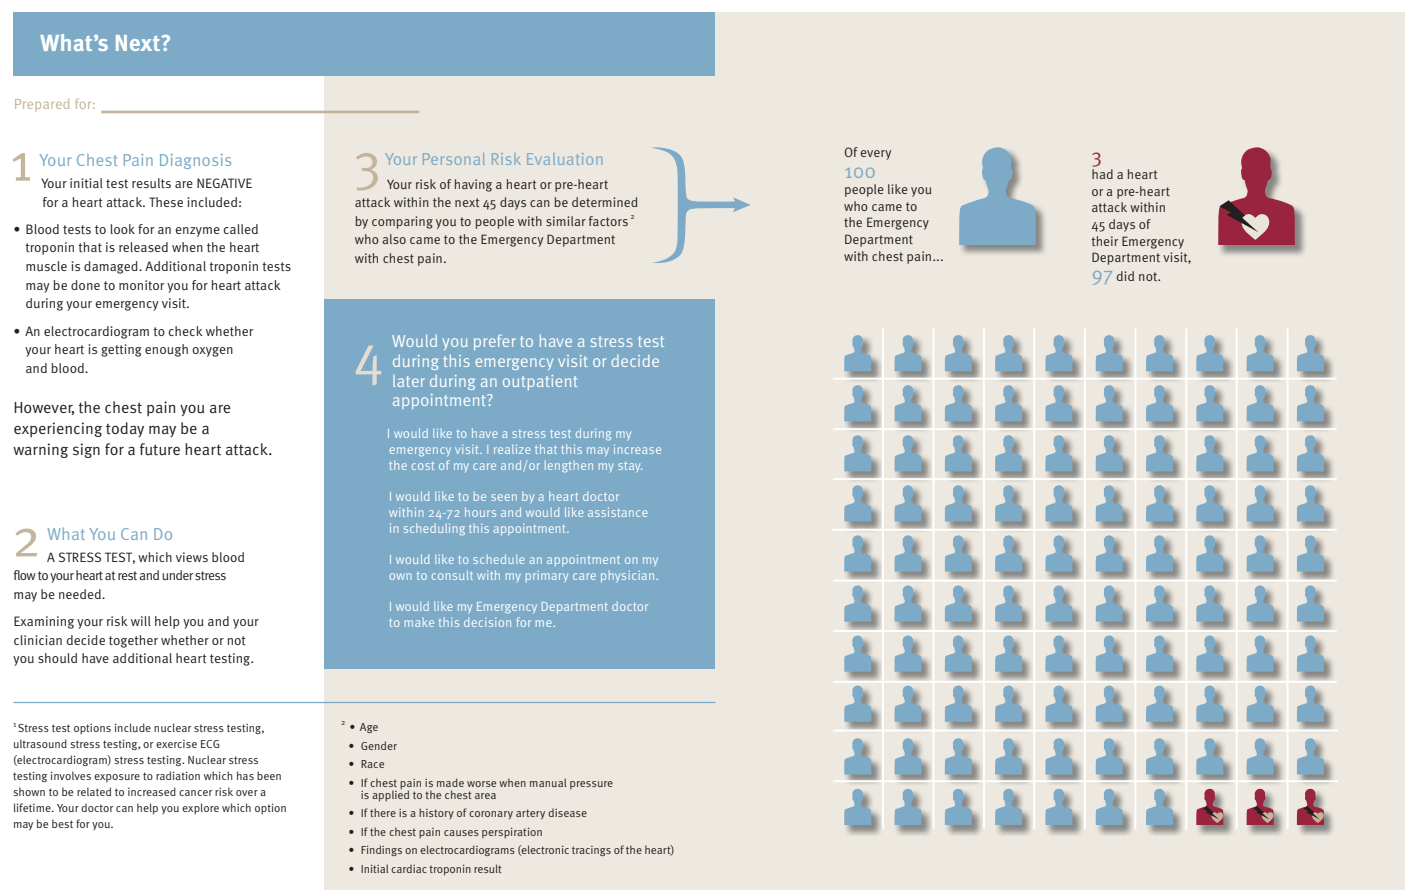 What’s Next?
Prepared for:
1 Your Chest Pain Diagnosis
Your initial test results are NEGATIVE
for a heart attack. These included:
• Blood tests to look for an enzyme called
troponin that is released when the heart
muscle is damaged. Additional troponin tests
may be done to monitor you for heart attack
during your emergency visit.
• An electrocardiogram to check whether
your heart is getting enough oxygen
and blood.
However, the chest pain you are
experiencing today may be a
warning sign for a future heart attack.
2 What You Can Do
A STRESS TEST, which views blood
flow to your heart at rest and under stress
may be needed.
Examining your risk will help you and your
clinician decide together whether or not
you should have additional heart testing.
¹ Stress test options include nuclear stress testing,
ultrasound stress testing, or exercise ECG
(electrocardiogram) stress testing. Nuclear stress
testing involves exposure to radiation which has been
shown to be related to increased cancer risk over a
lifetime. Your doctor can help you explore which option
may be best for you.
3 Your Personal Risk Evaluation
Your risk of having a heart or pre-heart
attack within the next 45 days can be determined
by comparing you to people with similar factors ²
who also came to the Emergency Department
with chest pain.
4 Would you prefer to have a stress test
during this emergency visit or decide
later during an outpatient
appointment?
I would like to have a stress test during my
emergency visit. I realize that this may increase
the cost of my care and/or lengthen my stay.
I would like to be seen by a heart doctor
within 24-72 hours and would like assistance
in scheduling this appointment.
I would like to schedule an appointment on my
own to consult with my primary care physician.
I would like my Emergency Department doctor
to make this decision for me.
² • Age
• Gender
• Race
• If chest pain is made worse when manual pressure
is applied to the chest area
• If there is a history of coronary artery disease
• If the chest pain causes perspiration
• Findings on electrocardiograms (electronic tracings of the heart)
• Initial cardiac troponin result
Of every
100
people like you
who came to
the Emergency
Department
with chest pain...
3
had a heart
or a pre-heart
attack within
45 days of
their Emergency
Department visit,
97 did not.